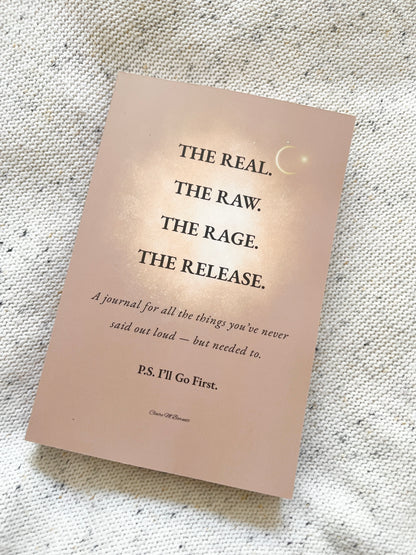 THE REAL.
THE RAW.
THE RAGE.
THE RELEASE.
A journal for all the things you've never
said out loud — but needed to.
P.S. I'll Go First.